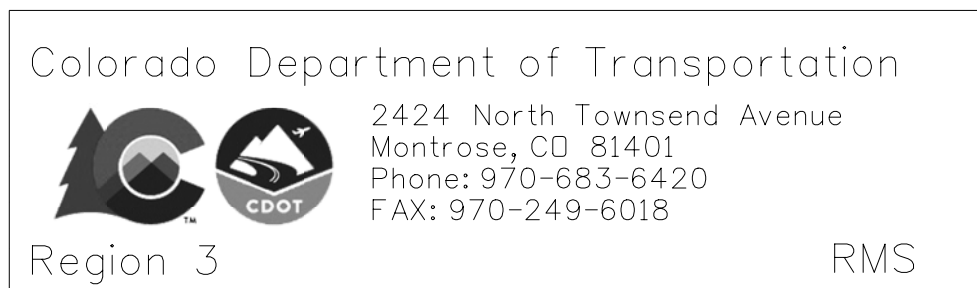 Colorado Department of Transportation
2424 North Townsend Avenue
Montrose, CO 81401
Phone: 970-683-6420
FAX: 970-249-6018
TM
CDOT
Region 3 RMS